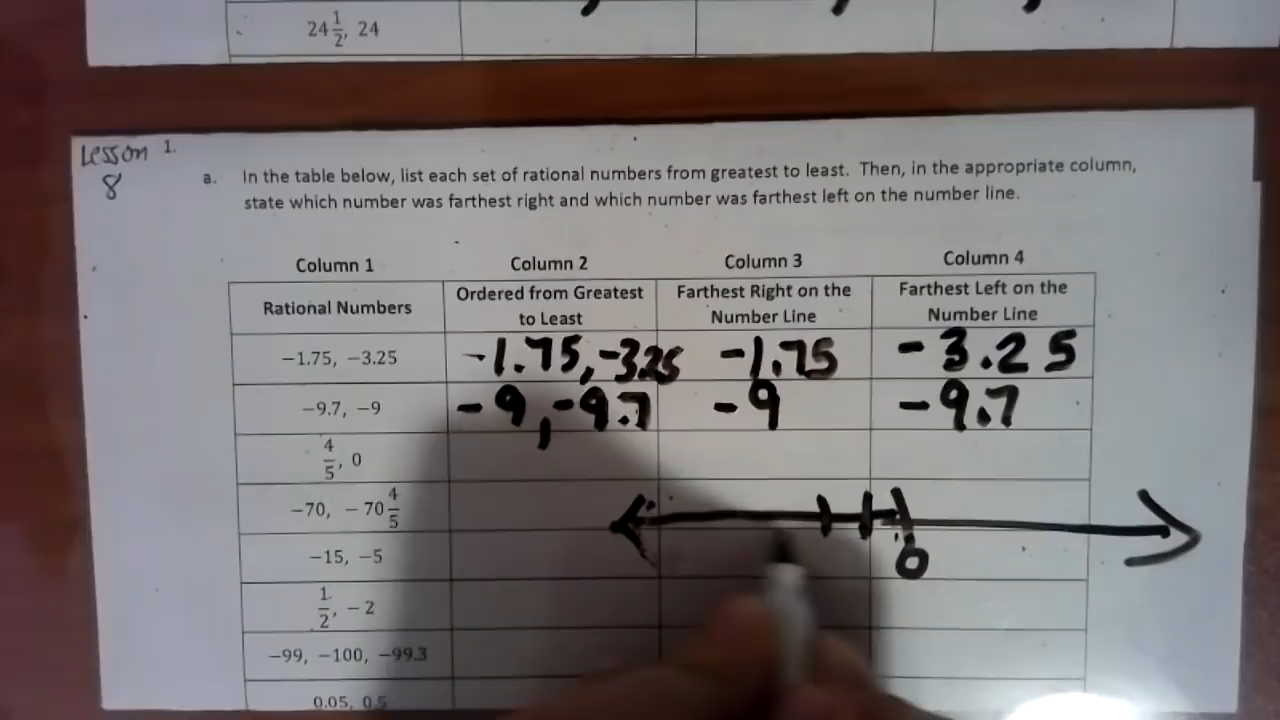 24 1/2, 24
Lesson 1.
8
a. In the table below, list each set of rational numbers from greatest to least. Then, in the appropriate column,
state which number was farthest right and which number was farthest left on the number line.
Column 1 Column 2 Column 3 Column 4
Rational Numbers Ordered from Greatest to Least Farthest Right on the Number Line Farthest Left on the Number Line
−1.75, −3.25 -1.75, -3.25 -1.75 -3.25
−9.7, −9 -9, -9.7 -9 -9.7
4/5, 0
−70, −70 4/5
0
−15, −5
1/2, −2
−99, −100, −99.3
0.05, 0.5